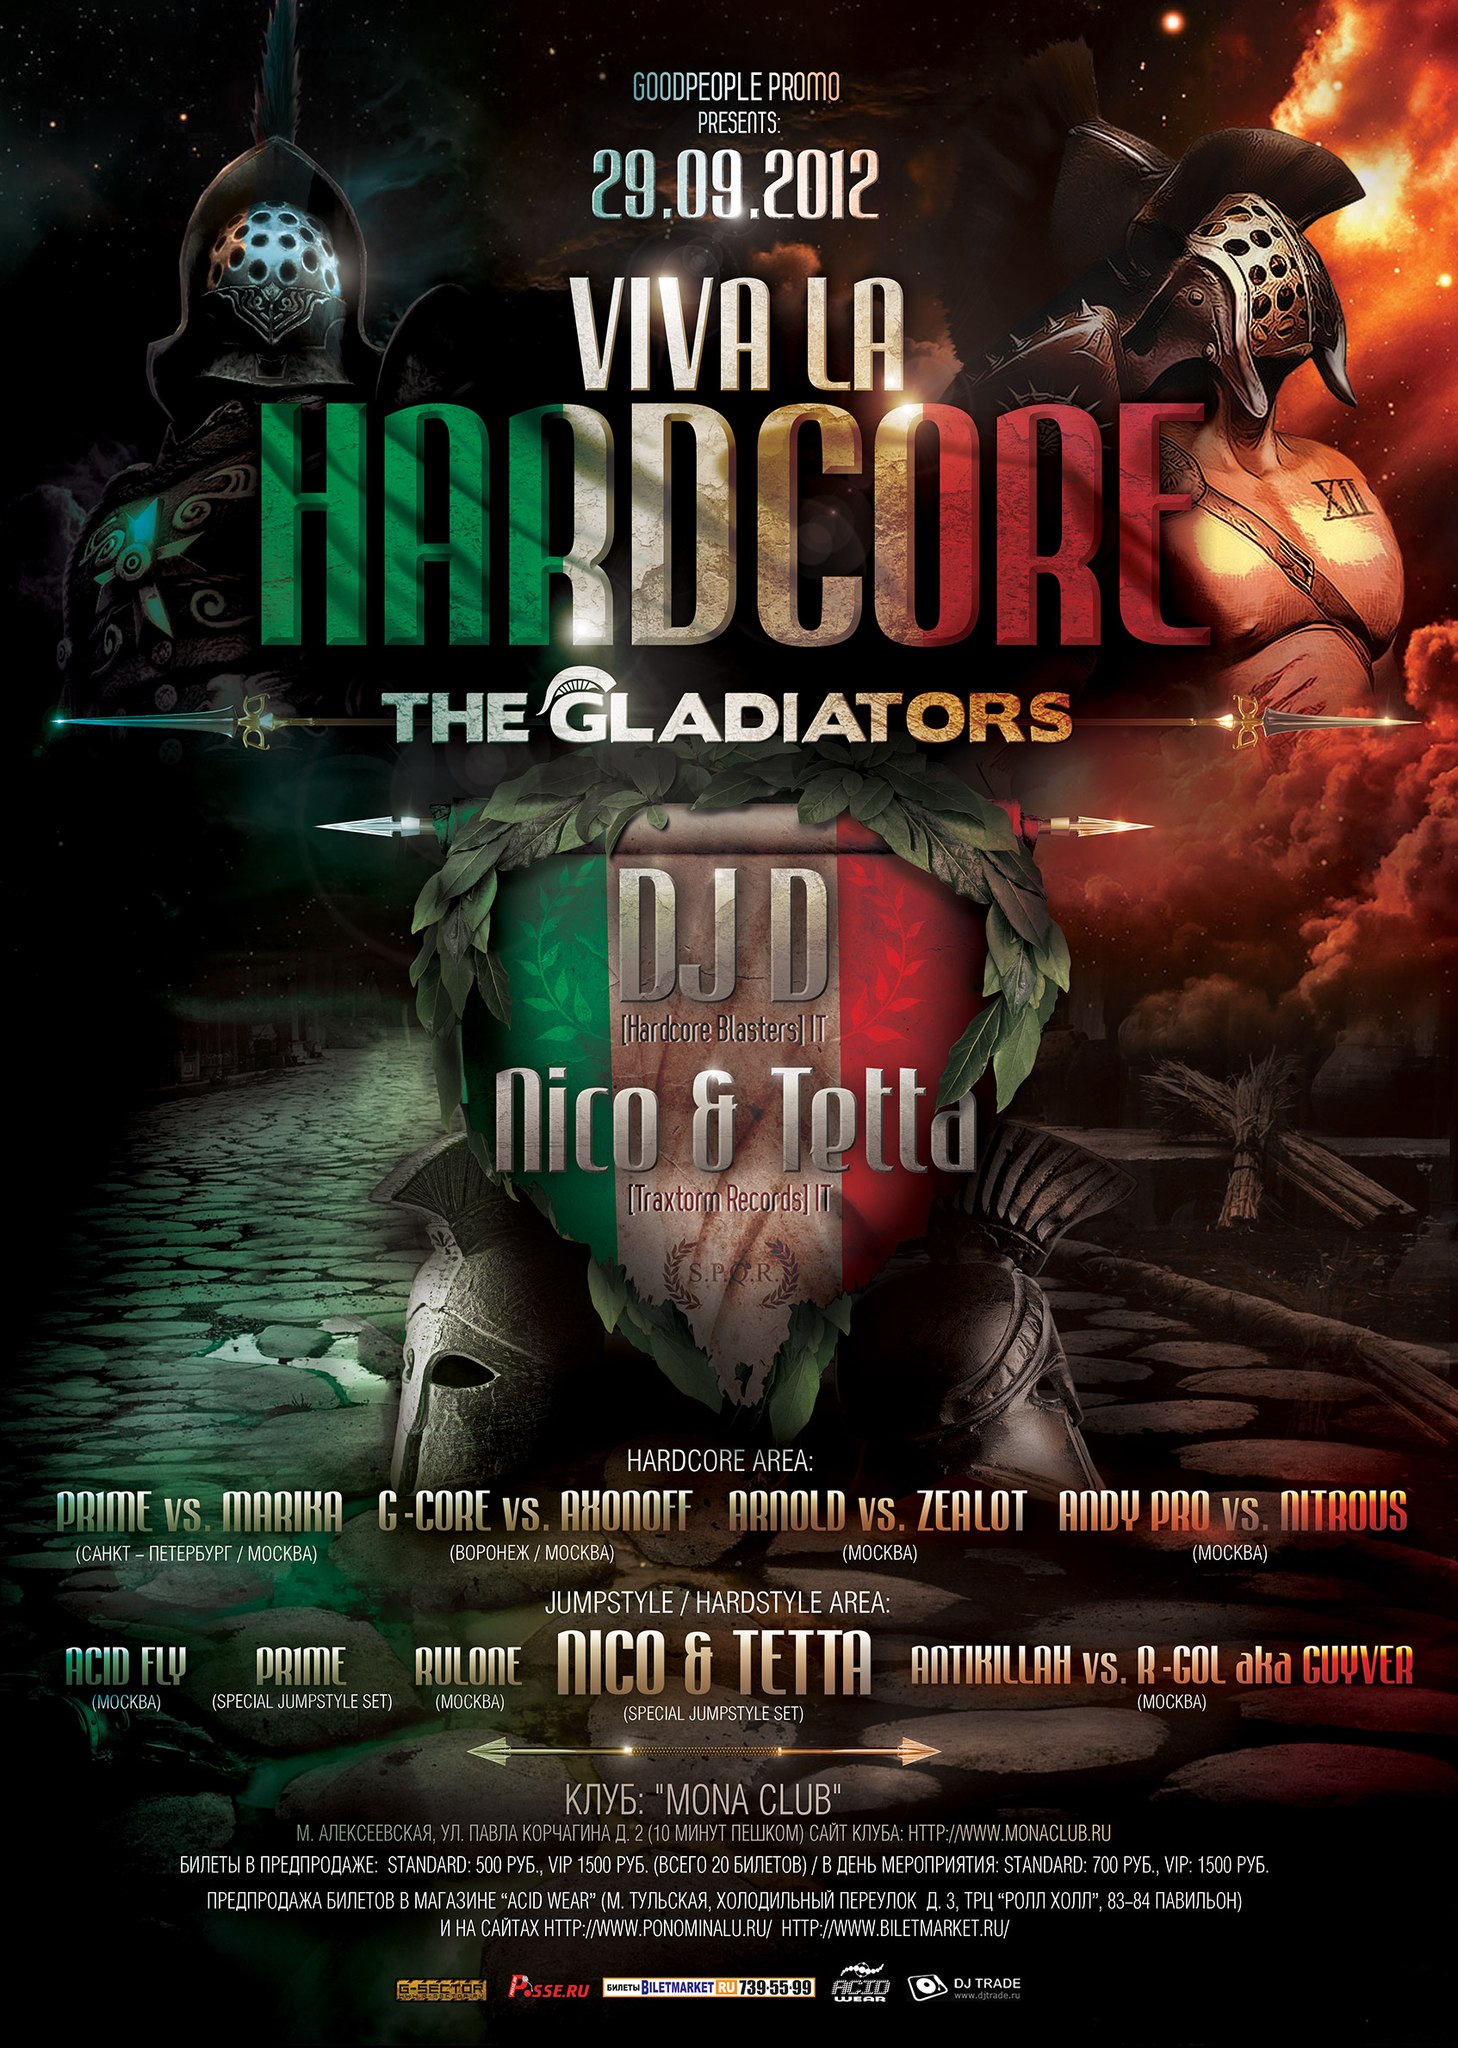 GOODPEOPLE PROMO
PRESENTS:
29.09.2012
VIVA LA
HARDCORE
XII
THE GLADIATORS
DJ D
[Hardcore Blasters] IT
Nico & Tetta
[Traxtorm Records] IT
S.P.Q.R.
HARDCORE AREA:
PR1ME VS. MARIKA G-CORE VS. AXONOFF ARNOLD VS. ZEALOT ANDY PRO VS. NITROUS
(САНКТ – ПЕТЕРБУРГ / МОСКВА) (ВОРОНЕЖ / МОСКВА) (МОСКВА) (МОСКВА)
JUMPSTYLE / HARDSTYLE AREA:
ACID FLY PR1ME RULONE NICO & TETTA ANTIKILLAH VS. R-GOL aka GUYVER
(МОСКВА) (SPECIAL JUMPSTYLE SET) (МОСКВА) (SPECIAL JUMPSTYLE SET) (МОСКВА)
КЛУБ: "MONA CLUB"
М. АЛЕКСЕЕВСКАЯ, УЛ. ПАВЛА КОРЧАГИНА Д. 2 (10 МИНУТ ПЕШКОМ) САЙТ КЛУБА: HTTP://WWW.MONACLUB.RU
БИЛЕТЫ В ПРЕДПРОДАЖЕ: STANDARD: 500 РУБ., VIP 1500 РУБ. (ВСЕГО 20 БИЛЕТОВ) / В ДЕНЬ МЕРОПРИЯТИЯ: STANDARD: 700 РУБ., VIP: 1500 РУБ.
ПРЕДПРОДАЖА БИЛЕТОВ В МАГАЗИНЕ "ACID WEAR" (М. ТУЛЬСКАЯ, ХОЛОДИЛЬНЫЙ ПЕРЕУЛОК Д. 3, ТРЦ "РОЛЛ ХОЛЛ", 83–84 ПАВИЛЬОН)
И НА САЙТАХ HTTP://WWW.PONOMINALU.RU/ HTTP://WWW.BILETMARKET.RU/
G-SECTOR POSSE.RU БИЛЕТЫ BILETMARKET RU 739-55-99 ACID WEAR DJ TRADE
www.djtrade.ru